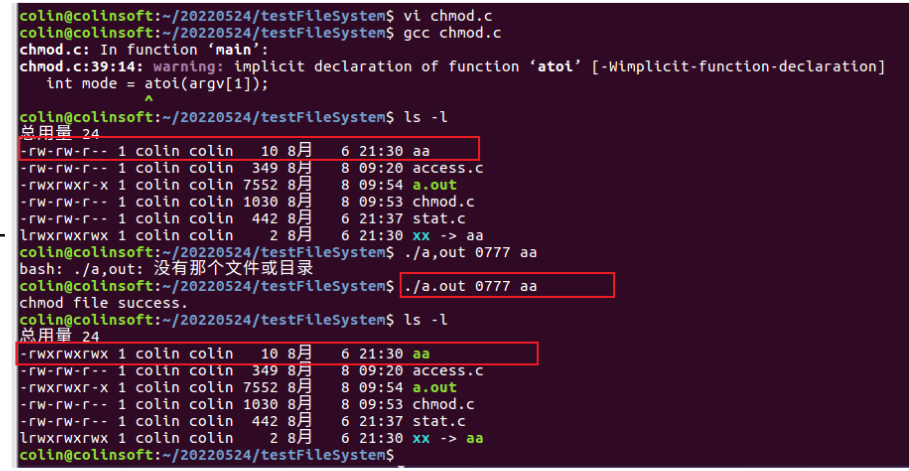 colin@colinsoft:~/20220524/testFileSystem$ vi chmod.c
colin@colinsoft:~/20220524/testFileSystem$ gcc chmod.c
chmod.c: In function ‘main’:
chmod.c:39:14: warning: implicit declaration of function ‘atoi’ [-Wimplicit-function-declaration]
int mode = atoi(argv[1]);
^
colin@colinsoft:~/20220524/testFileSystem$ ls -l
总用量 24
-rw-rw-r-- 1 colin colin 10 8月 6 21:30 aa
-rw-rw-r-- 1 colin colin 349 8月 8 09:20 access.c
-rwxrwxr-x 1 colin colin 7552 8月 8 09:54 a.out
-rw-rw-r-- 1 colin colin 1030 8月 8 09:53 chmod.c
-rw-rw-r-- 1 colin colin 442 8月 6 21:37 stat.c
lrwxrwxrwx 1 colin colin 2 8月 6 21:30 xx -> aa
colin@colinsoft:~/20220524/testFileSystem$ ./a,out 0777 aa
bash: ./a,out: 没有那个文件或目录
colin@colinsoft:~/20220524/testFileSystem$ ./a.out 0777 aa
chmod file success.
colin@colinsoft:~/20220524/testFileSystem$ ls -l
总用量 24
-rwxrwxrwx 1 colin colin 10 8月 6 21:30 aa
-rw-rw-r-- 1 colin colin 349 8月 8 09:20 access.c
-rwxrwxr-x 1 colin colin 7552 8月 8 09:54 a.out
-rw-rw-r-- 1 colin colin 1030 8月 8 09:53 chmod.c
-rw-rw-r-- 1 colin colin 442 8月 6 21:37 stat.c
lrwxrwxrwx 1 colin colin 2 8月 6 21:30 xx -> aa
colin@colinsoft:~/20220524/testFileSystem$